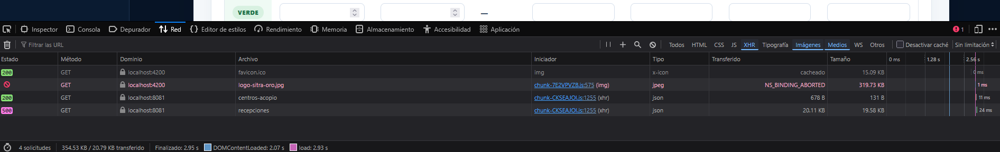 VERDE —
Inspector Consola Depurador Red Editor de estilos Rendimiento Memoria Almacenamiento Accesibilidad Aplicación 1
Filtrar las URL Todos HTML CSS JS XHR Tipografía Imágenes Medios WS Otros Desactivar caché Sin limitación
Estado Método Dominio Archivo Iniciador Tipo Transferido Tamaño 0 ms 1.28 s 2.56 s
200 GET localhost:4200 favicon.ico img x-icon cacheado 15.09 KB 0 ms
GET localhost:4200 logo-sitra-oro.jpg chunk-7E2VPVZB.js:575 (img) jpeg NS_BINDING_ABORTED 319.73 KB 1 ms
200 GET localhost:8081 centros-acopio chunk-CKSEAJOI.js:1255 (xhr) json 678 B 131 B 11 ms
500 GET localhost:8081 recepciones chunk-CKSEAJOI.js:1255 (xhr) json 20.11 KB 19.58 KB 24 ms
4 solicitudes 354.53 KB / 20.79 KB transferido Finalizado: 2.95 s DOMContentLoaded: 2.07 s load: 2.93 s